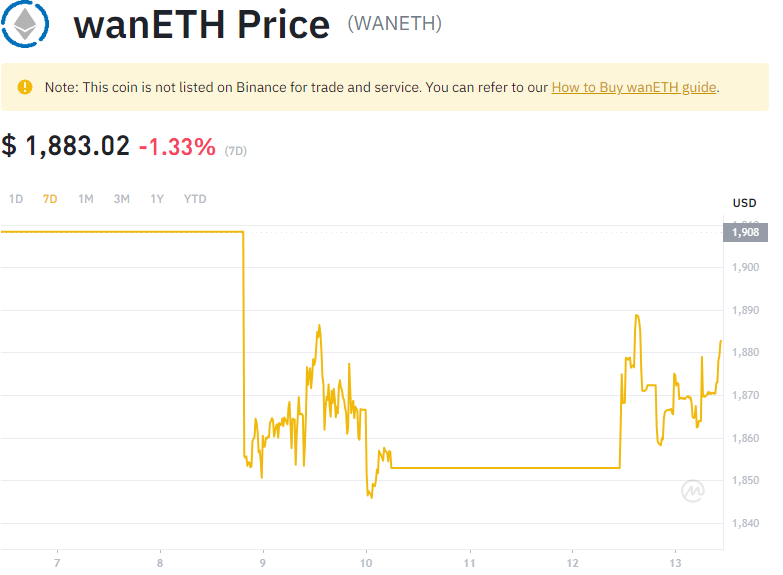 wanETH Price (WANETH)
Note: This coin is not listed on Binance for trade and service. You can refer to our How to Buy wanETH guide.
$ 1,883.02 -1.33% (7D)
1D 7D 1M 3M 1Y YTD
USD
1,908
1,900
1,890
1,880
1,870
1,860
1,850
1,840
7 8 9 10 11 12 13